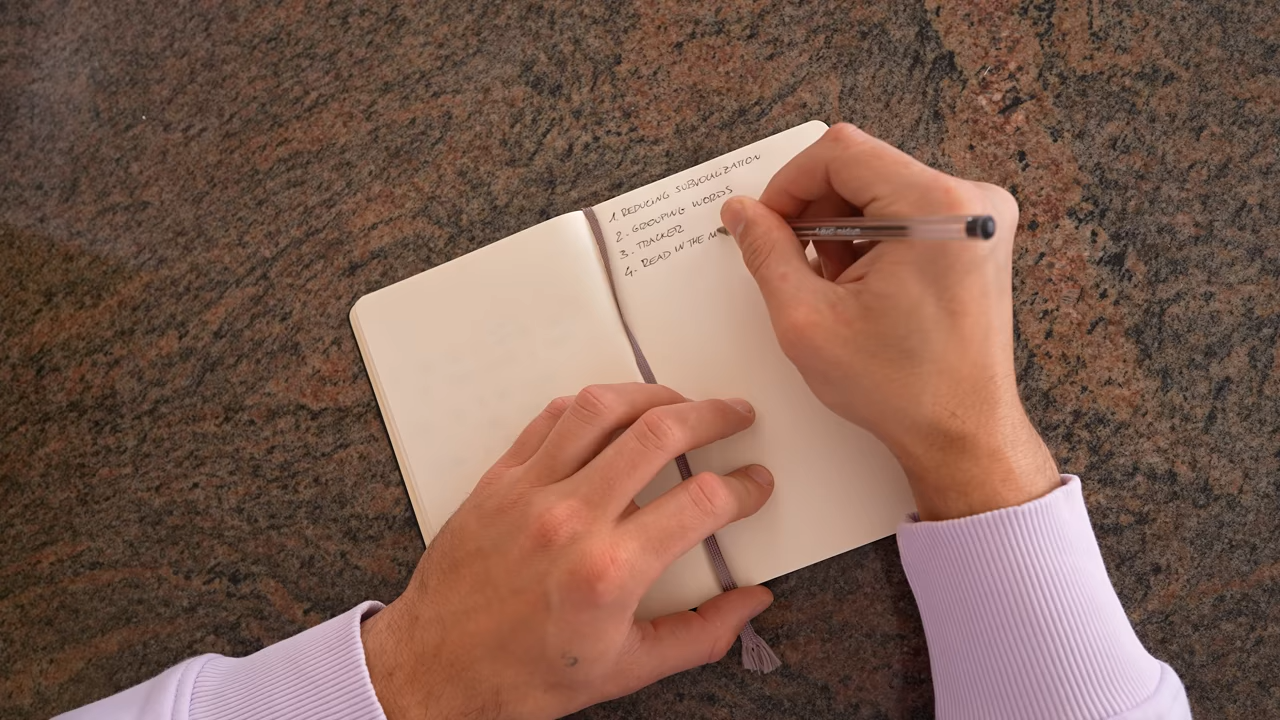 1. REDUCING SUBVOCALIZATION
2. GROUPING WORDS
3. TRACKER
4. READ IN THE M